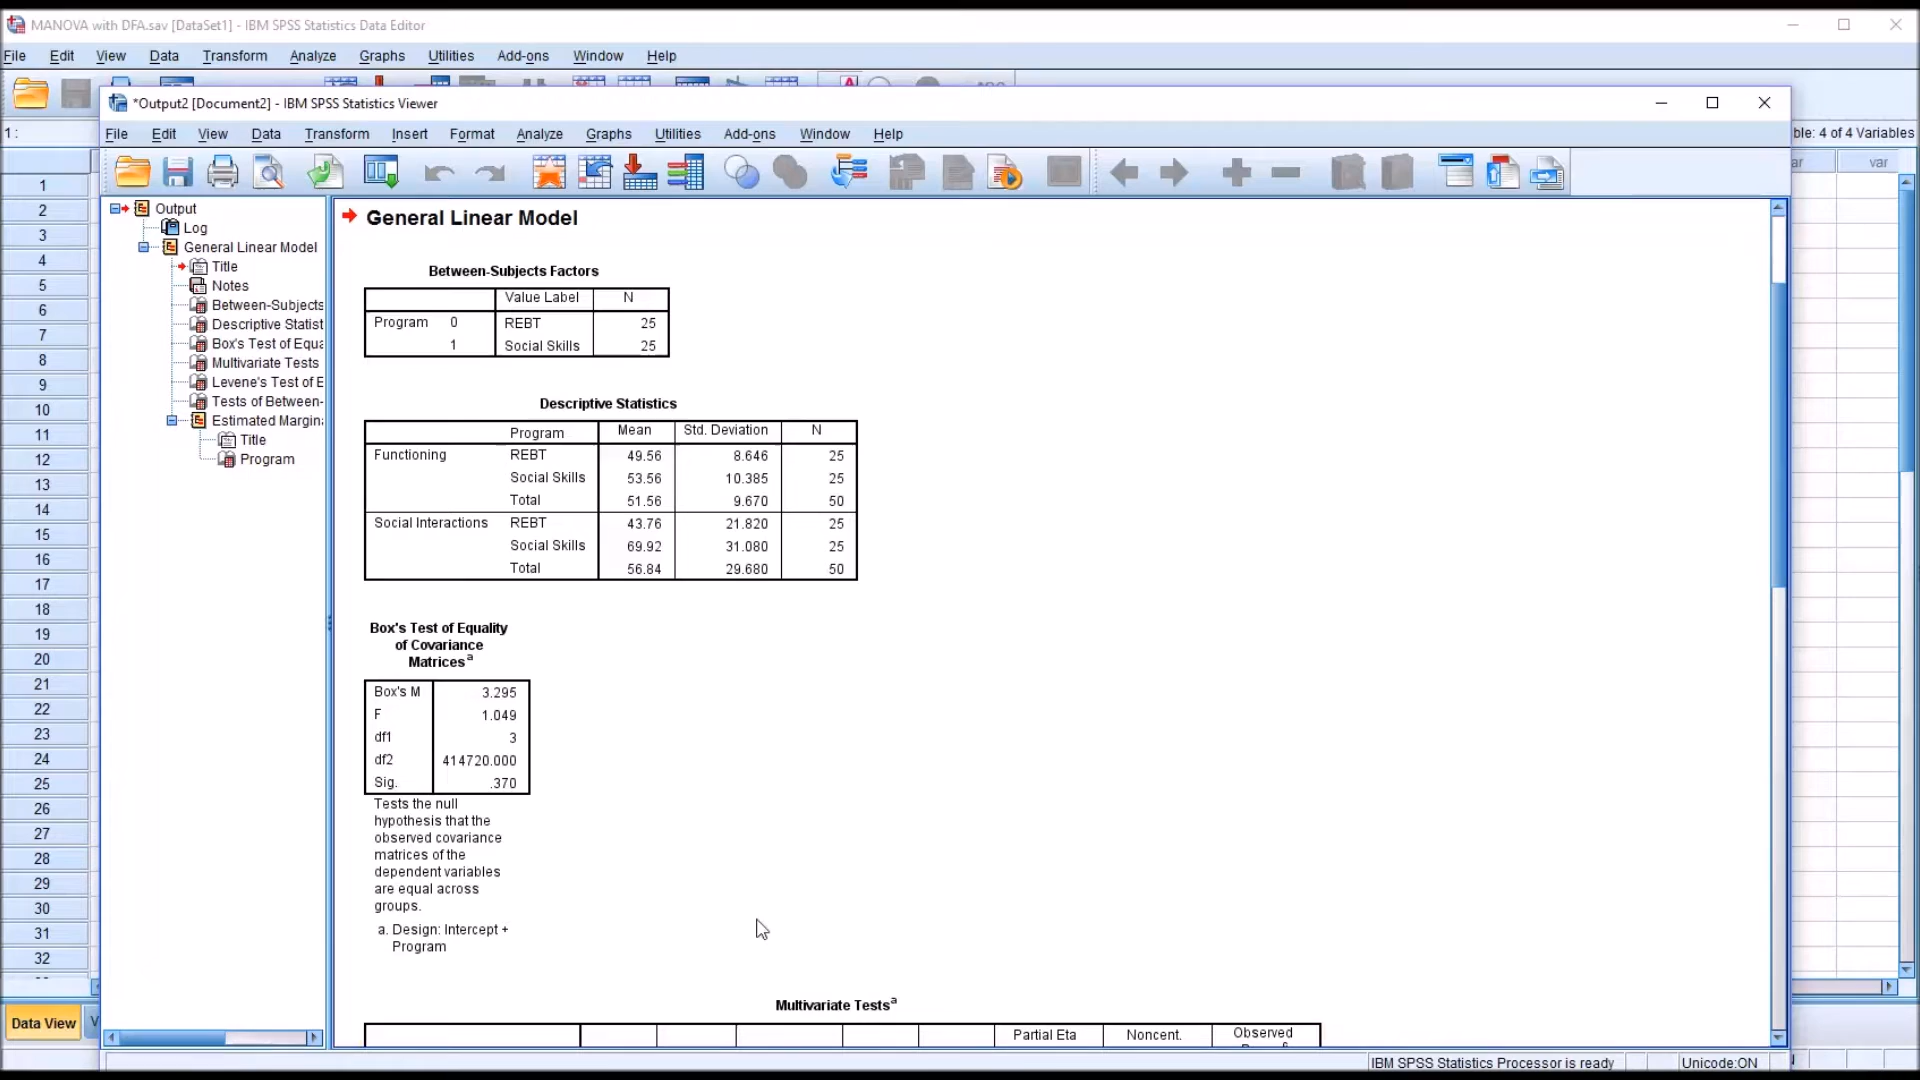 MANOVA with DFA.sav [DataSet1] - IBM SPSS Statistics Data Editor
File Edit View Data Transform Analyze Graphs Utilities Add-ons Window Help
*Output2 [Document2] - IBM SPSS Statistics Viewer
1 :
ble: 4 of 4 Variables
File Edit View Data Transform Insert Format Analyze Graphs Utilities Add-ons Window Help
ar var
1
2
3
4
5
6
7
8
9
10
11
12
13
14
15
16
17
18
19
20
21
22
23
24
25
26
27
28
29
30
31
32
Output
Log
General Linear Model
Title
Notes
Between-Subjects
Descriptive Statist
Box's Test of Equa
Multivariate Tests
Levene's Test of E
Tests of Between-
Estimated Margin
Title
Program
General Linear Model
Between-Subjects Factors
Value Label N
Program 0 REBT 25
1 Social Skills 25
Descriptive Statistics
Program Mean Std. Deviation N
Functioning REBT 49.56 8.646 25
Social Skills 53.56 10.385 25
Total 51.56 9.670 50
Social Interactions REBT 43.76 21.820 25
Social Skills 69.92 31.080 25
Total 56.84 29.680 50
Box's Test of Equality
of Covariance
Matricesa
Box's M 3.295
F 1.049
df1 3
df2 414720.000
Sig. .370
Tests the null
hypothesis that the
observed covariance
matrices of the
dependent variables
are equal across
groups.
a. Design: Intercept +
Program
Multivariate Testsa
Partial Eta Noncent. Observed
Data View V
IBM SPSS Statistics Processor is ready Unicode:ON